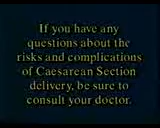 If you have any
questions about the
risks and complications
of Caesarean Section
delivery, be sure to
consult your doctor.